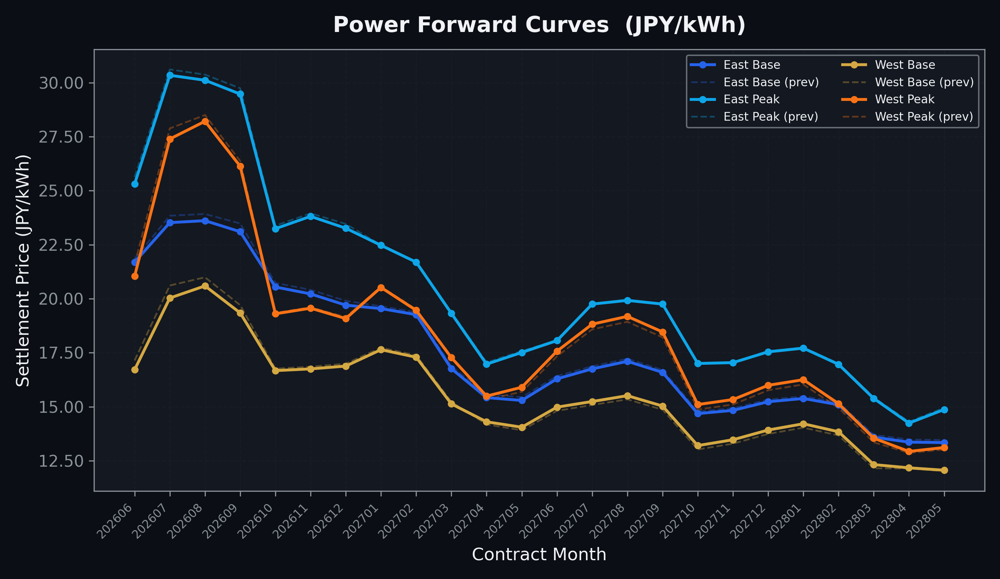 Power Forward Curves (JPY/kWh)
East Base
East Base (prev)
East Peak
East Peak (prev)
West Base
West Base (prev)
West Peak
West Peak (prev)
Settlement Price (JPY/kWh)
30.00
27.50
25.00
22.50
20.00
17.50
15.00
12.50
202606
202607
202608
202609
202610
202611
202612
202701
202702
202703
202704
202705
202706
202707
202708
202709
202710
202711
202712
202801
202802
202803
202804
202805
Contract Month